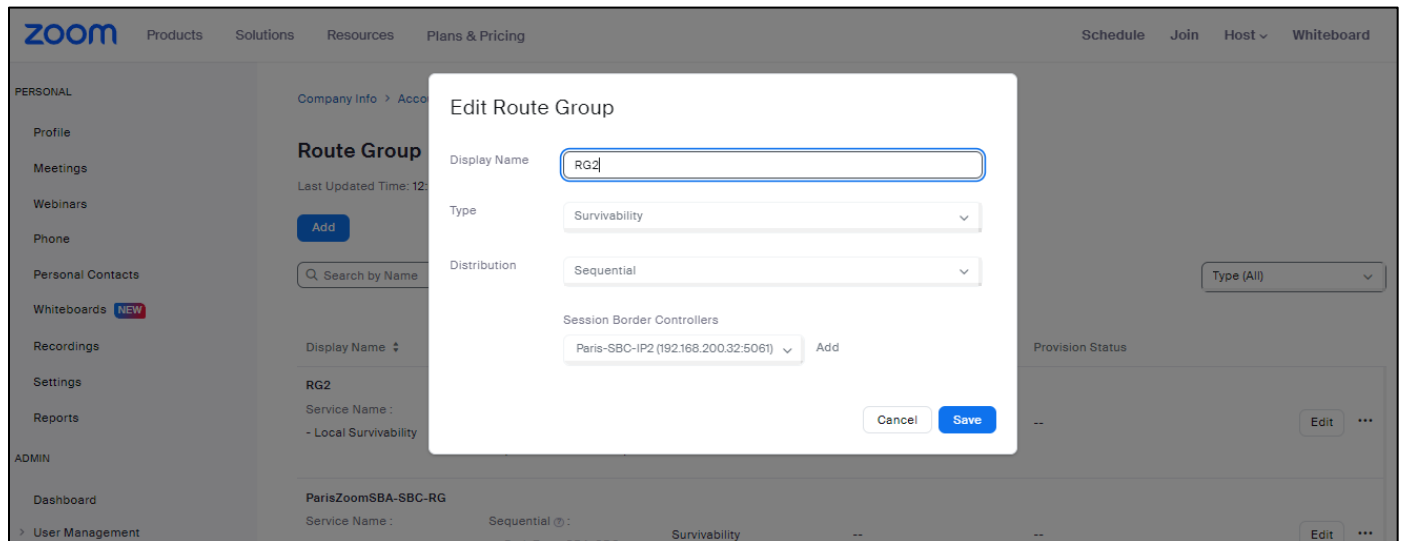 zoom Products Solutions Resources Plans & Pricing Schedule Join Host Whiteboard
PERSONAL
Profile
Meetings
Webinars
Phone
Personal Contacts
Whiteboards NEW
Recordings
Settings
Reports
ADMIN
Dashboard
User Management
Company Info > Acco
Route Group
Last Updated Time: 12:
Add
Search by Name
Type (All)
Display Name
Provision Status
RG2
Service Name :
- Local Survivability
--
Edit
ParisZoomSBA-SBC-RG
Service Name :
Sequential :
Survivability
--
--
Edit
Edit Route Group
Display Name RG2
Type Survivability
Distribution Sequential
Session Border Controllers
Paris-SBC-IP2 (192.168.200.32:5061) Add
Cancel Save